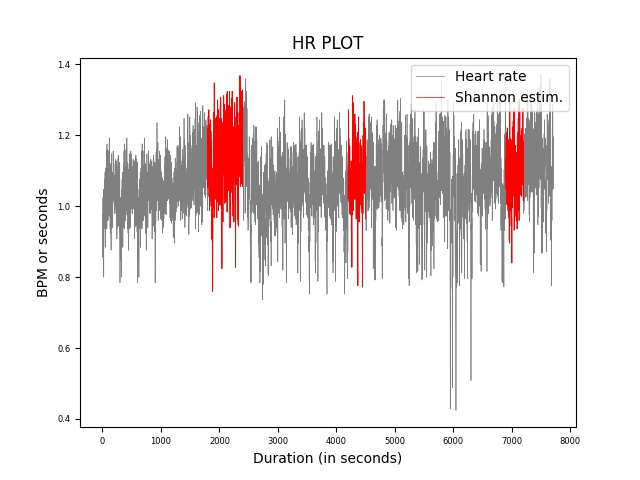 HR PLOT
Heart rate
Shannon estim.
BPM or seconds
1.4
1.2
1.0
0.8
0.6
0.4
0 1000 2000 3000 4000 5000 6000 7000 8000
Duration (in seconds)